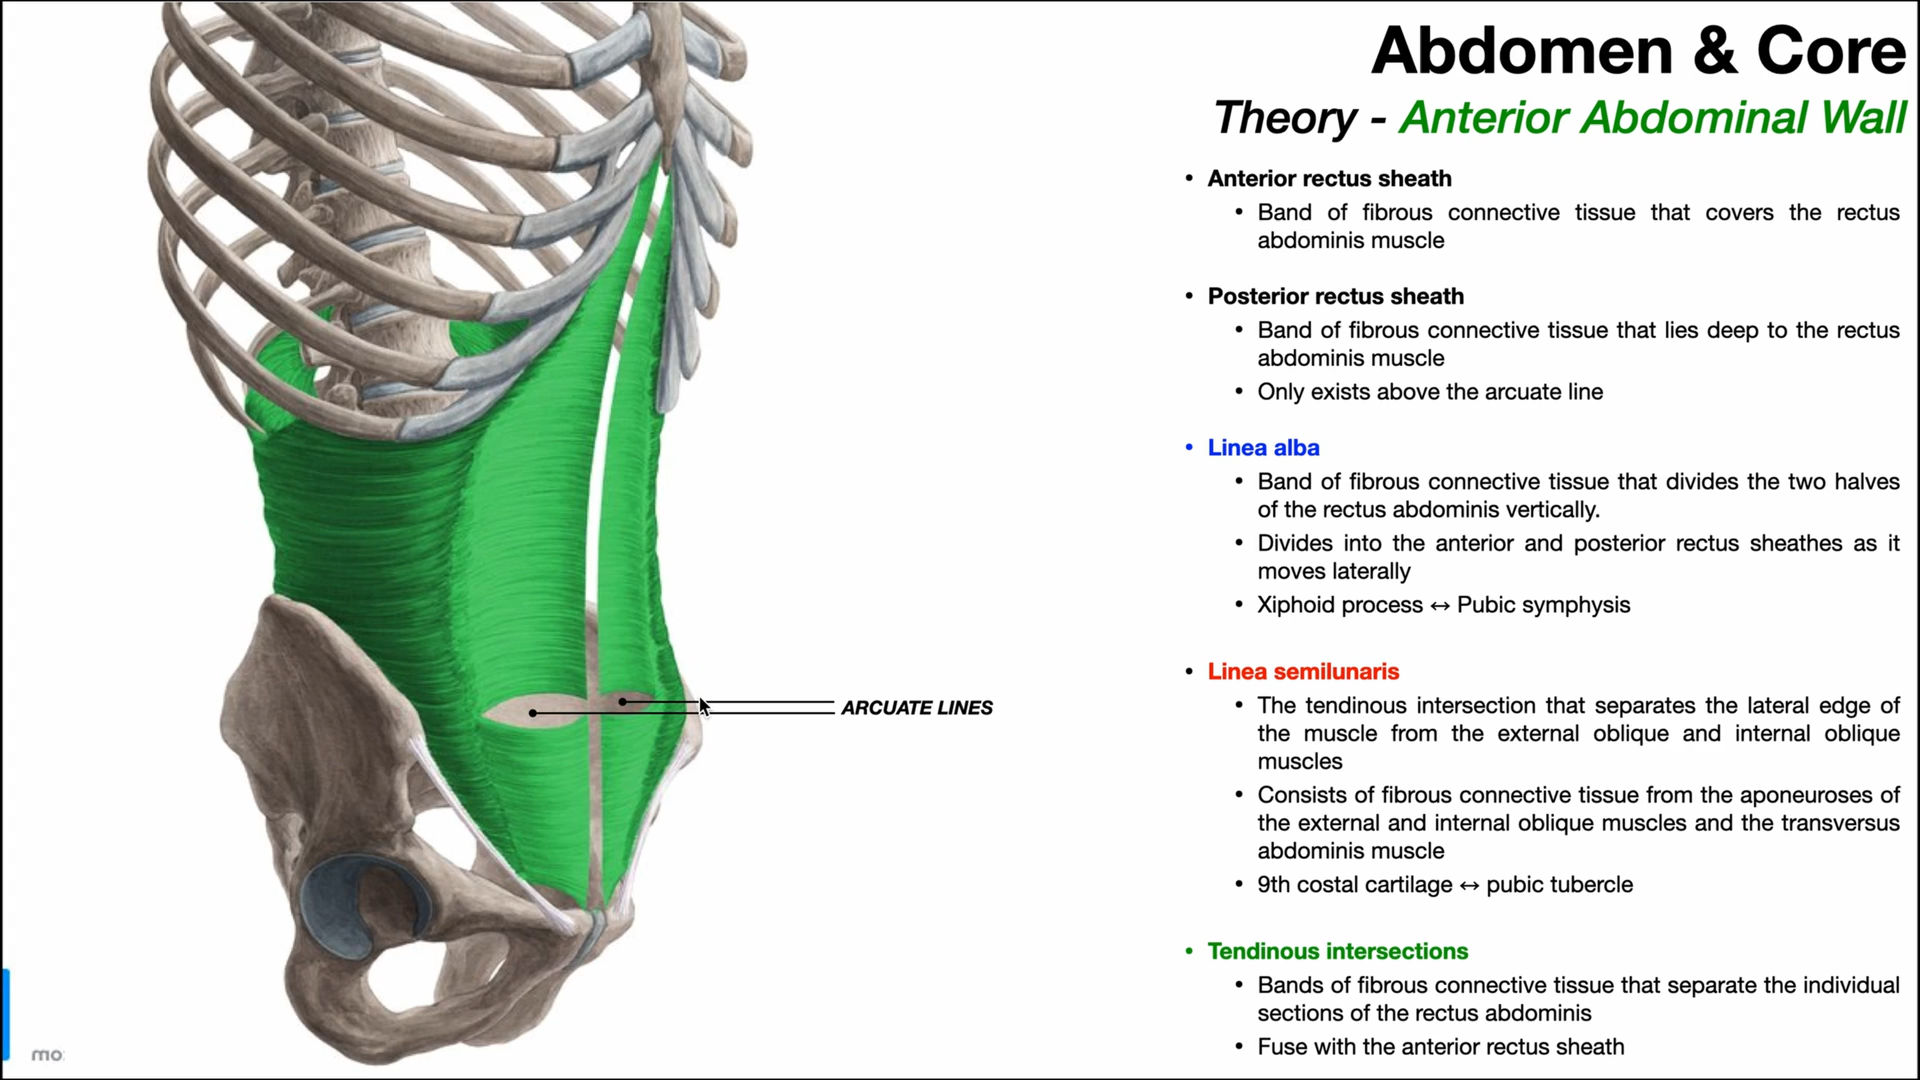 Abdomen & Core
Theory - Anterior Abdominal Wall
• Anterior rectus sheath
• Band of fibrous connective tissue that covers the rectus
abdominis muscle
• Posterior rectus sheath
• Band of fibrous connective tissue that lies deep to the rectus
abdominis muscle
• Only exists above the arcuate line
• Linea alba
• Band of fibrous connective tissue that divides the two halves
of the rectus abdominis vertically.
• Divides into the anterior and posterior rectus sheathes as it
moves laterally
• Xiphoid process ↔ Pubic symphysis
• Linea semilunaris
• The tendinous intersection that separates the lateral edge of
the muscle from the external oblique and internal oblique
muscles
• Consists of fibrous connective tissue from the aponeuroses of
the external and internal oblique muscles and the transversus
abdominis muscle
• 9th costal cartilage ↔ pubic tubercle
• Tendinous intersections
• Bands of fibrous connective tissue that separate the individual
sections of the rectus abdominis
• Fuse with the anterior rectus sheath
ARCUATE LINES
mo